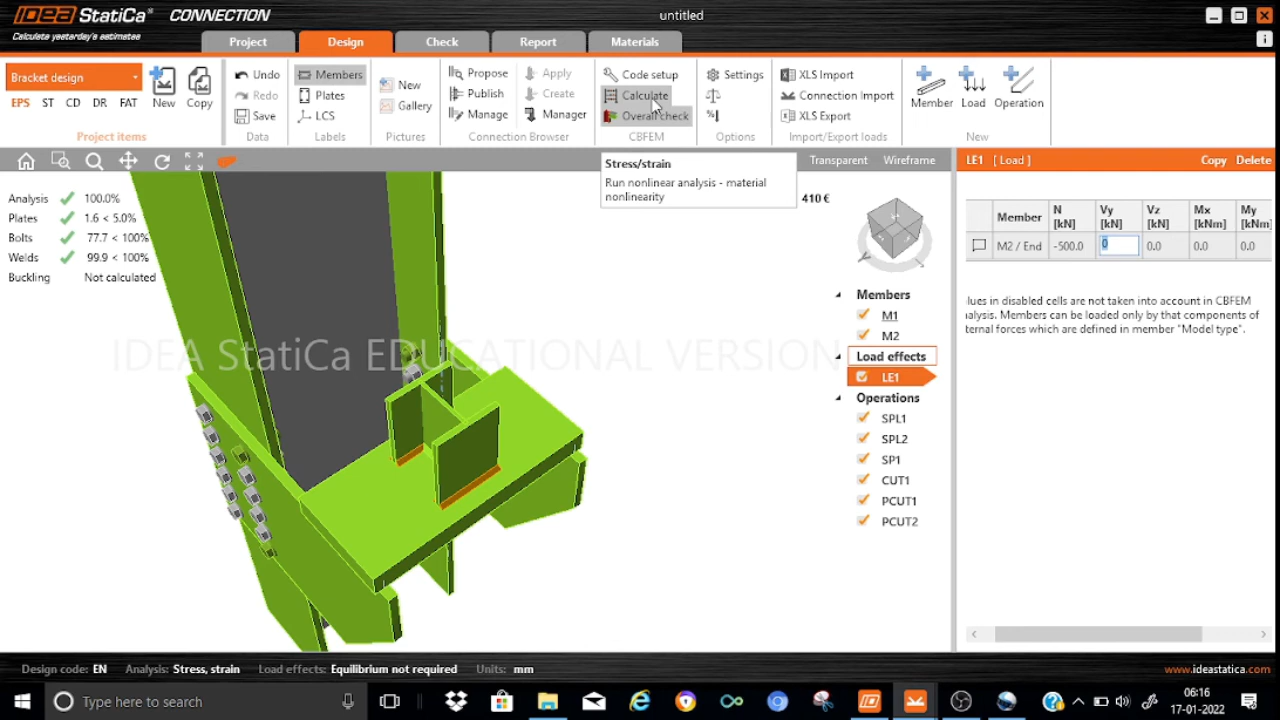 IDEA StatiCa® CONNECTION
Calculate yesterday's estimates
untitled
Project Design Check Report Materials
Bracket design
EPS ST CD DR FAT
New Copy
Project items
Undo
Redo
Save
Data
Members
Plates
LCS
Labels
New
Gallery
Pictures
Propose
Publish
Manage
Apply
Create
Manager
Connection Browser
Code setup
Calculate
Overall check
CBFEM
Settings
Options
XLS Import
Connection Import
XLS Export
Import/Export loads
Member Load Operation
New
Transparent Wireframe
Stress/strain
Run nonlinear analysis - material
nonlinearity
410 €
Analysis 100.0%
Plates 1.6 < 5.0%
Bolts 77.7 < 100%
Welds 99.9 < 100%
Buckling Not calculated
IDEA StatiCa EDUCATIONAL VERSION
Members
M1
M2
Load effects
LE1
Operations
SPL1
SPL2
SP1
CUT1
PCUT1
PCUT2
LE1 [ Load ] Copy Delete
Member N [kN] Vy [kN] Vz [kN] Mx [kNm] My [kNm]
M2 / End -500.0 0 0.0 0.0 0.0
lues in disabled cells are not taken into account in CBFEM
alysis. Members can be loaded only by that components of
ternal forces which are defined in member "Model type".
Design code: EN Analysis: Stress, strain Load effects: Equilibrium not required Units: mm
www.ideastatica.com
Type here to search
06:16
17-01-2022